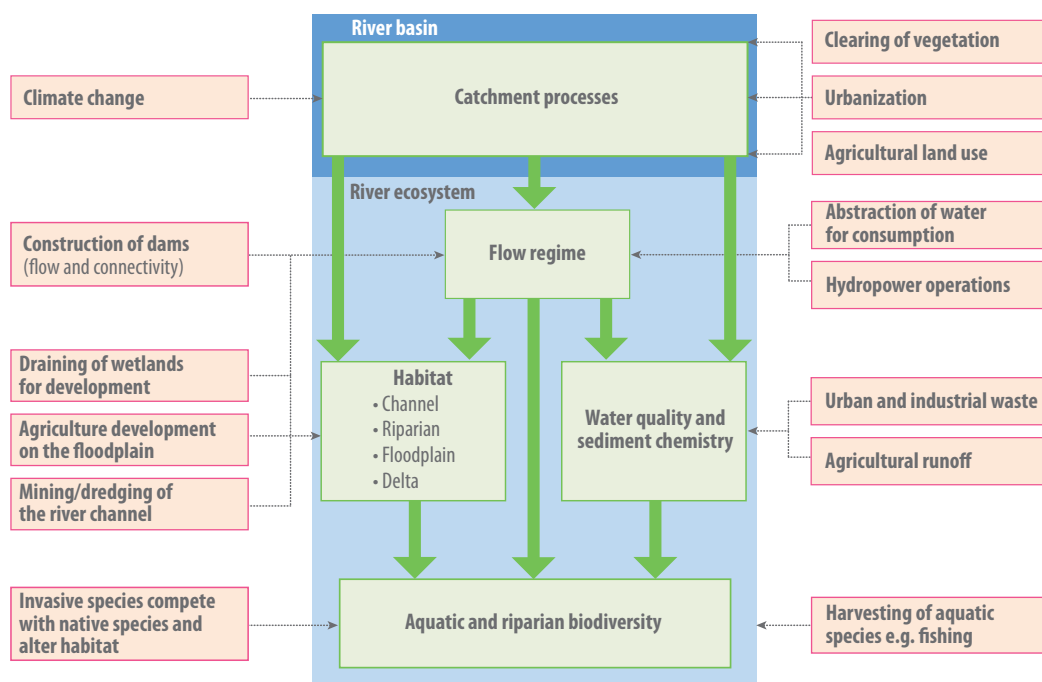 River basin
Catchment processes
Climate change
Clearing of vegetation
Urbanization
Agricultural land use
River ecosystem
Flow regime
Construction of dams
(flow and connectivity)
Abstraction of water
for consumption
Hydropower operations
Draining of wetlands
for development
Agriculture development
on the floodplain
Mining/dredging of
the river channel
Habitat
• Channel
• Riparian
• Floodplain
• Delta
Water quality and
sediment chemistry
Urban and industrial waste
Agricultural runoff
Invasive species compete
with native species and
alter habitat
Aquatic and riparian biodiversity
Harvesting of aquatic
species e.g. fishing